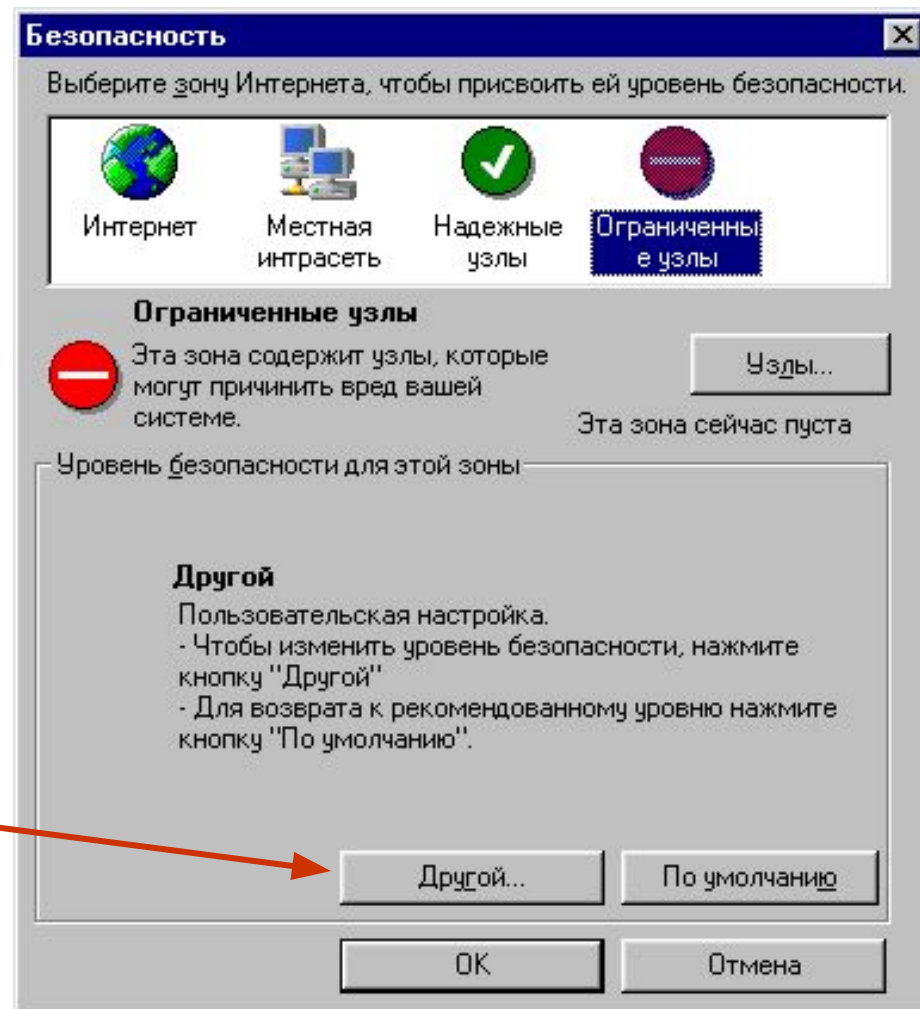 Безопасность
Выберите зону Интернета, чтобы присвоить ей уровень безопасности.
Интернет
Местная
интрасеть
Надежные
узлы
Ограниченны
е узлы
Ограниченные узлы
Эта зона содержит узлы, которые
могут причинить вред вашей
системе.
Узлы...
Эта зона сейчас пуста
Уровень безопасности для этой зоны
Другой
Пользовательская настройка.
- Чтобы изменить уровень безопасности, нажмите
кнопку "Другой"
- Для возврата к рекомендованному уровню нажмите
кнопку "По умолчанию".
Другой...
По умолчанию
OK
Отмена